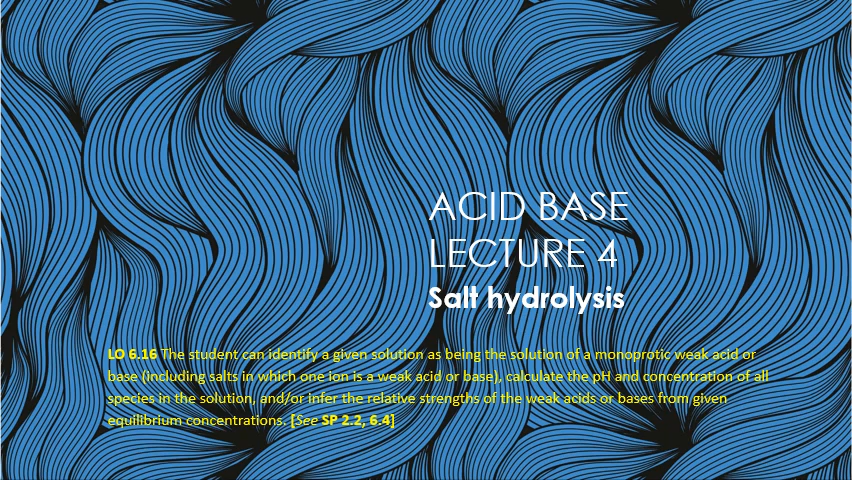 ACID BASE
LECTURE 4
Salt hydrolysis
LO 6.16 The student can identify a given solution as being the solution of a monoprotic weak acid or
base (including salts in which one ion is a weak acid or base), calculate the pH and concentration of all
species in the solution, and/or infer the relative strengths of the weak acids or bases from given
equilibrium concentrations. [See SP 2.2, 6.4]